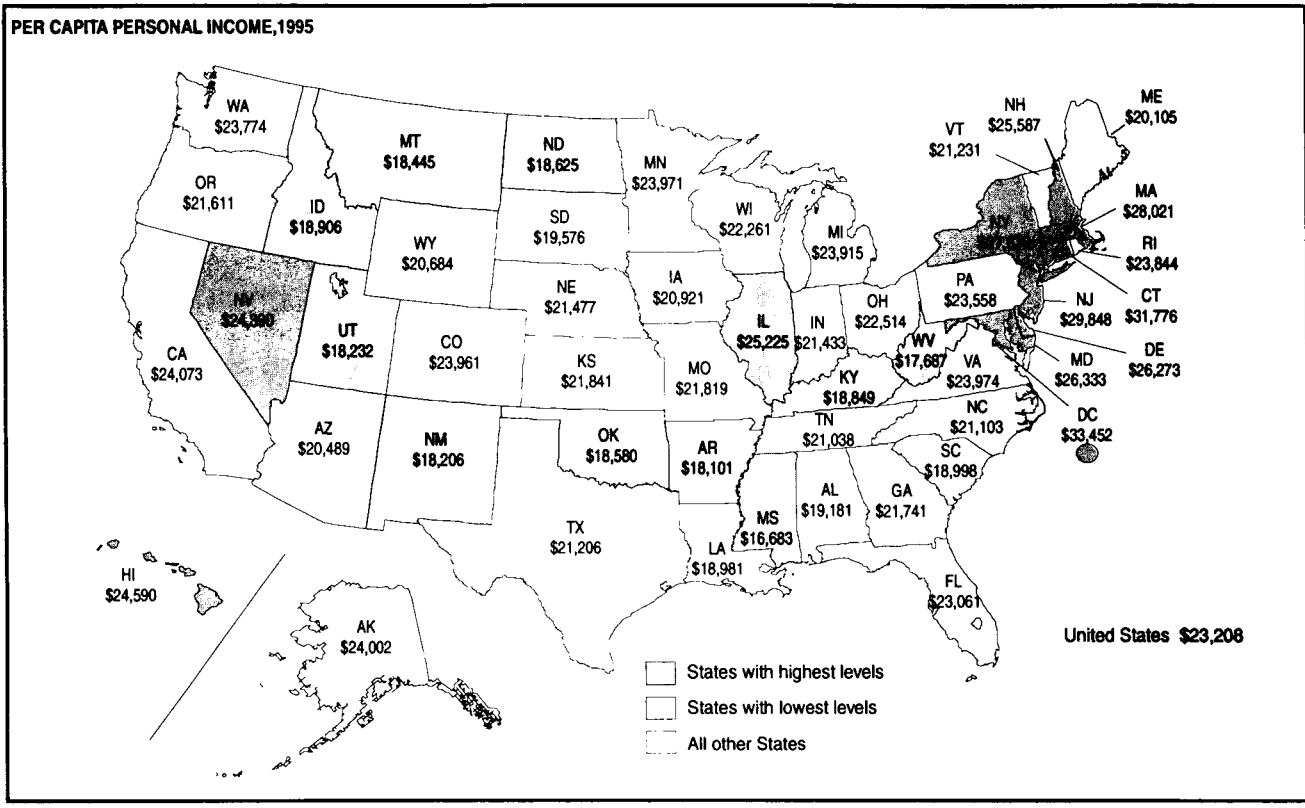 PER CAPITA PERSONAL INCOME,1995
WA
$23,774
MT
$18,445
ND
$18,625
MN
$23,971
VT
$21,231
NH
$25,587
ME
$20,105
OR
$21,611
ID
$18,906
WY
$20,684
SD
$19,576
WI
$22,261
MI
$23,915
NY
MA
$28,021
RI
$23,844
CT
$31,776
NJ
$29,848
DE
$26,273
MD
$26,333
DC
$33,452
NV
UT
$18,232
CA
$24,073
CO
$23,961
NE
$21,477
IA
$20,921
KS
$21,841
MO
$21,819
IL
$25,225
IN
$21,433
OH
$22,514
PA
$23,558
WV
$17,687
VA
$23,974
KY
$18,849
NC
$21,103
TN
$21,038
SC
$18,998
AZ
$20,489
NM
$18,206
OK
$18,580
AR
$18,101
TX
$21,206
LA
$18,981
MS
$16,683
AL
$19,181
GA
$21,741
FL
$23,061
HI
$24,590
AK
$24,002
United States $23,208
States with highest levels
States with lowest levels
All other States